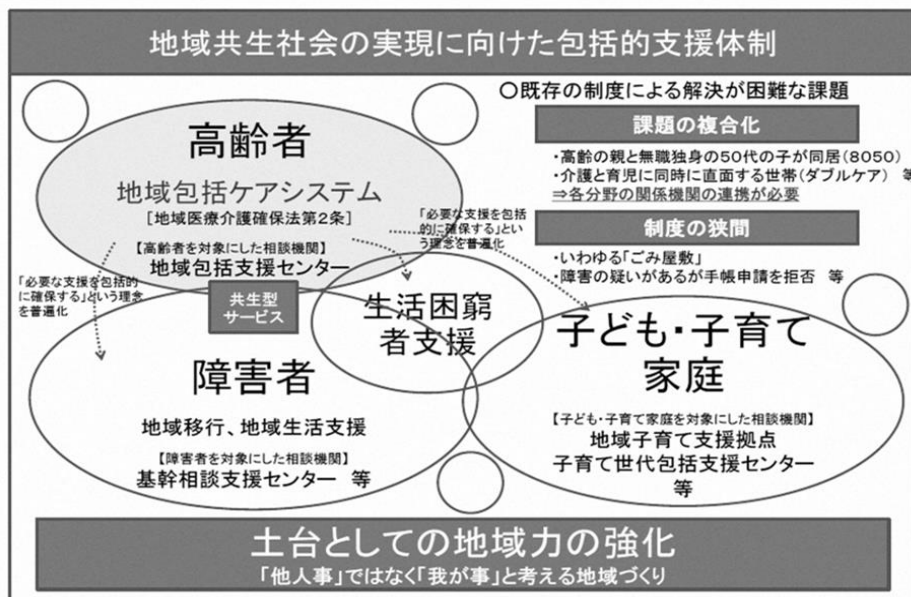 地域共生社会の実現に向けた包括的支援体制
○既存の制度による解決が困難な課題
課題の複合化
・高齢の親と無職独身の50代の子が同居(8050)
・介護と育児に同時に直面する世帯(ダブルケア) 等
⇒各分野の関係機関の連携が必要
制度の狭間
・いわゆる「ごみ屋敷」
・障害の疑いがあるが手帳申請を拒否 等
高齢者
地域包括ケアシステム
[地域医療介護確保法第2条]
【高齢者を対象にした相談機関】
地域包括支援センター
「必要な支援を包括
的に確保する」とい
う理念を普遍化
「必要な支援を包括的
に確保する」という理念
を普遍化
共生型
サービス
生活困窮
者支援
障害者
地域移行、地域生活支援
【障害者を対象にした相談機関】
基幹相談支援センター 等
子ども・子育て
家庭
【子ども・子育て家庭を対象にした相談機関】
地域子育て支援拠点
子育て世代包括支援センター
等
土台としての地域力の強化
「他人事」ではなく「我が事」と考える地域づくり